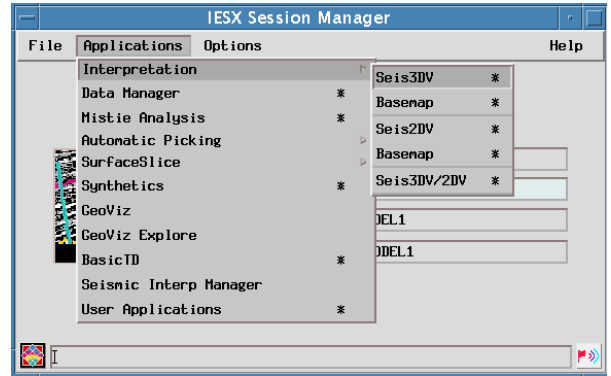 IESX Session Manager
File Applications Options Help
Interpretation
Data Manager *
Mistie Analysis *
Automatic Picking
SurfaceSlice
Synthetics *
GeoViz
GeoViz Explore
BasicTD *
Seismic Interp Manager
User Applications *
Seis3DV *
Basemap *
Seis2DV *
Basemap *
Seis3DV/2DV *
DEL1
ODEL1